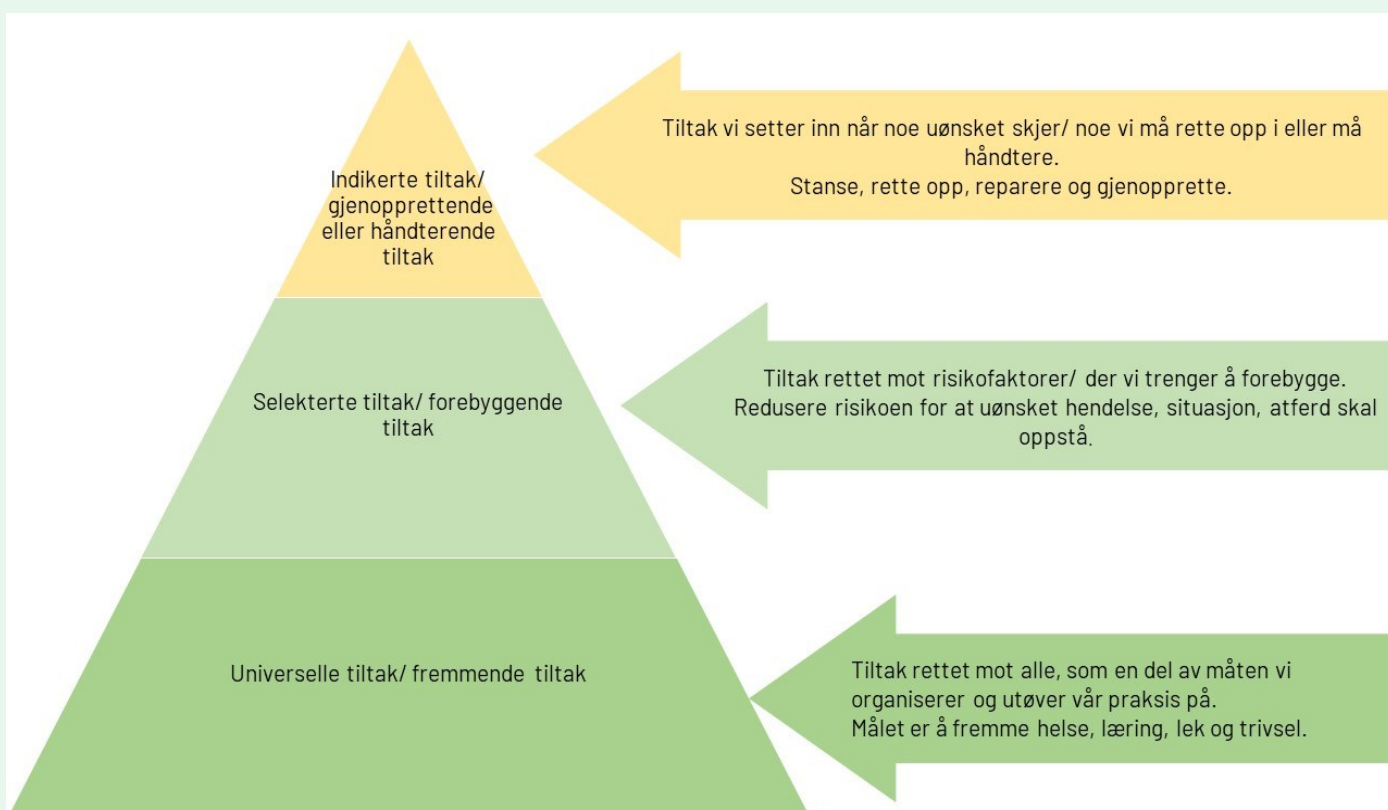 Indikerte tiltak/
gjenopprettende
eller håndterende
tiltak
Tiltak vi setter inn når noe uønsket skjer/ noe vi må rette opp i eller må
håndtere.
Stanse, rette opp, reparere og gjenopprette.
Selekterte tiltak/ forebyggende
tiltak
Tiltak rettet mot risikofaktorer/ der vi trenger å forebygge.
Redusere risikoen for at uønsket hendelse, situasjon, atferd skal
oppstå.
Universelle tiltak/ fremmende tiltak
Tiltak rettet mot alle, som en del av måten vi
organiserer og utøver vår praksis på.
Målet er å fremme helse, læring, lek og trivsel.